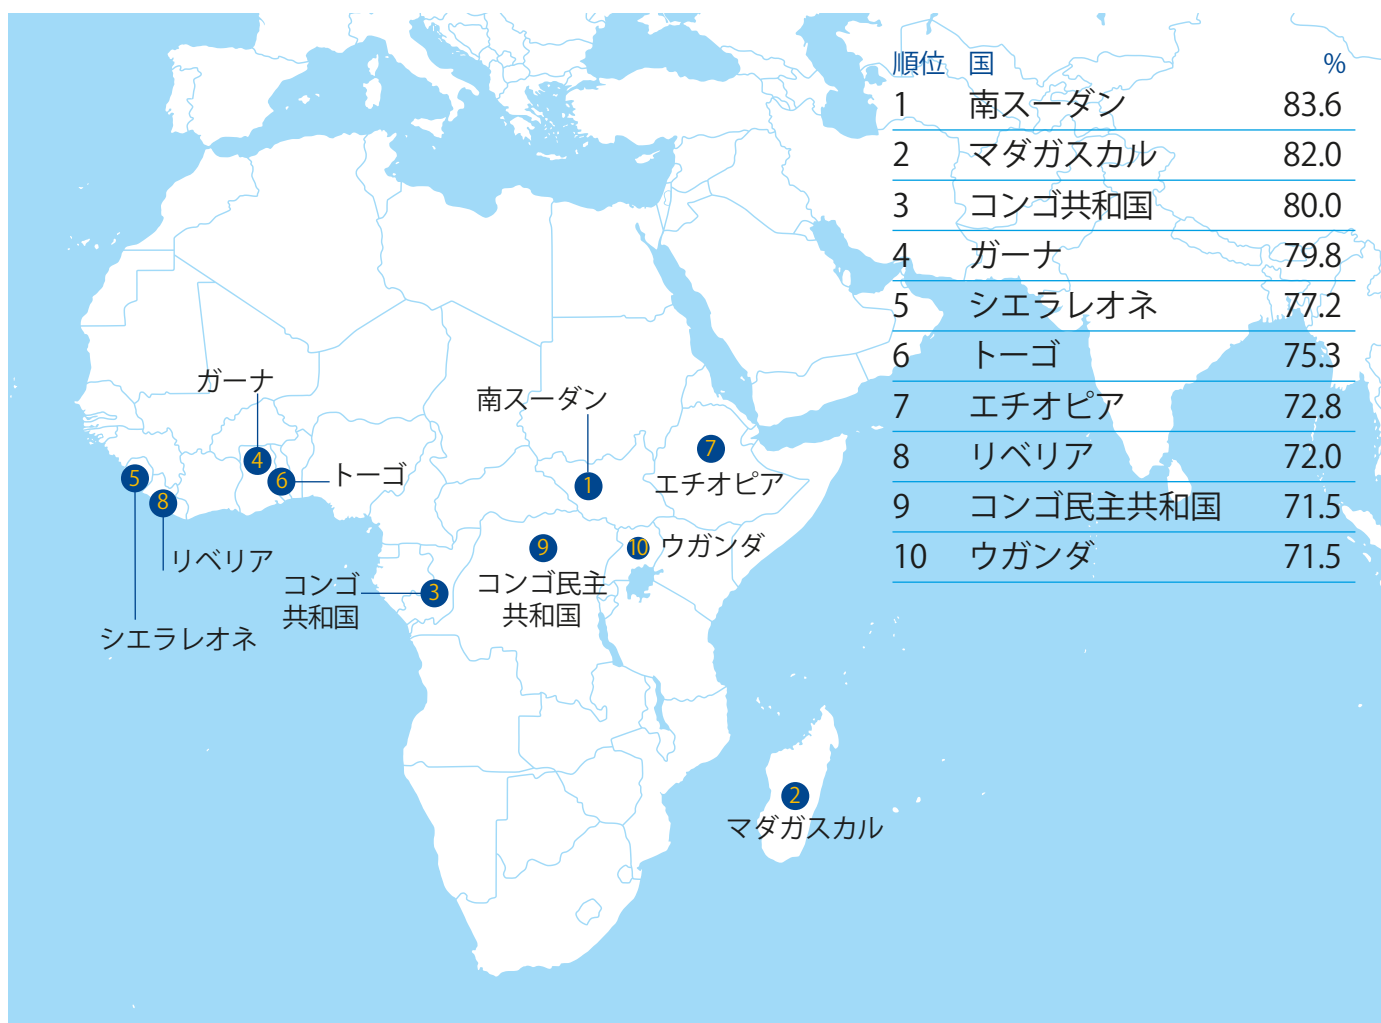 順位 国 %
1 南スーダン 83.6
2 マダガスカル 82.0
3 コンゴ共和国 80.0
4 ガーナ 79.8
5 シエラレオネ 77.2
6 トーゴ 75.3
7 エチオピア 72.8
8 リベリア 72.0
9 コンゴ民主共和国 71.5
10 ウガンダ 71.5
ガーナ
南スーダン
4
7
トーゴ
5
6
1
エチオピア
8
リベリア
9
10 ウガンダ
コンゴ
共和国
3
コンゴ民主
共和国
シエラレオネ
2
マダガスカル